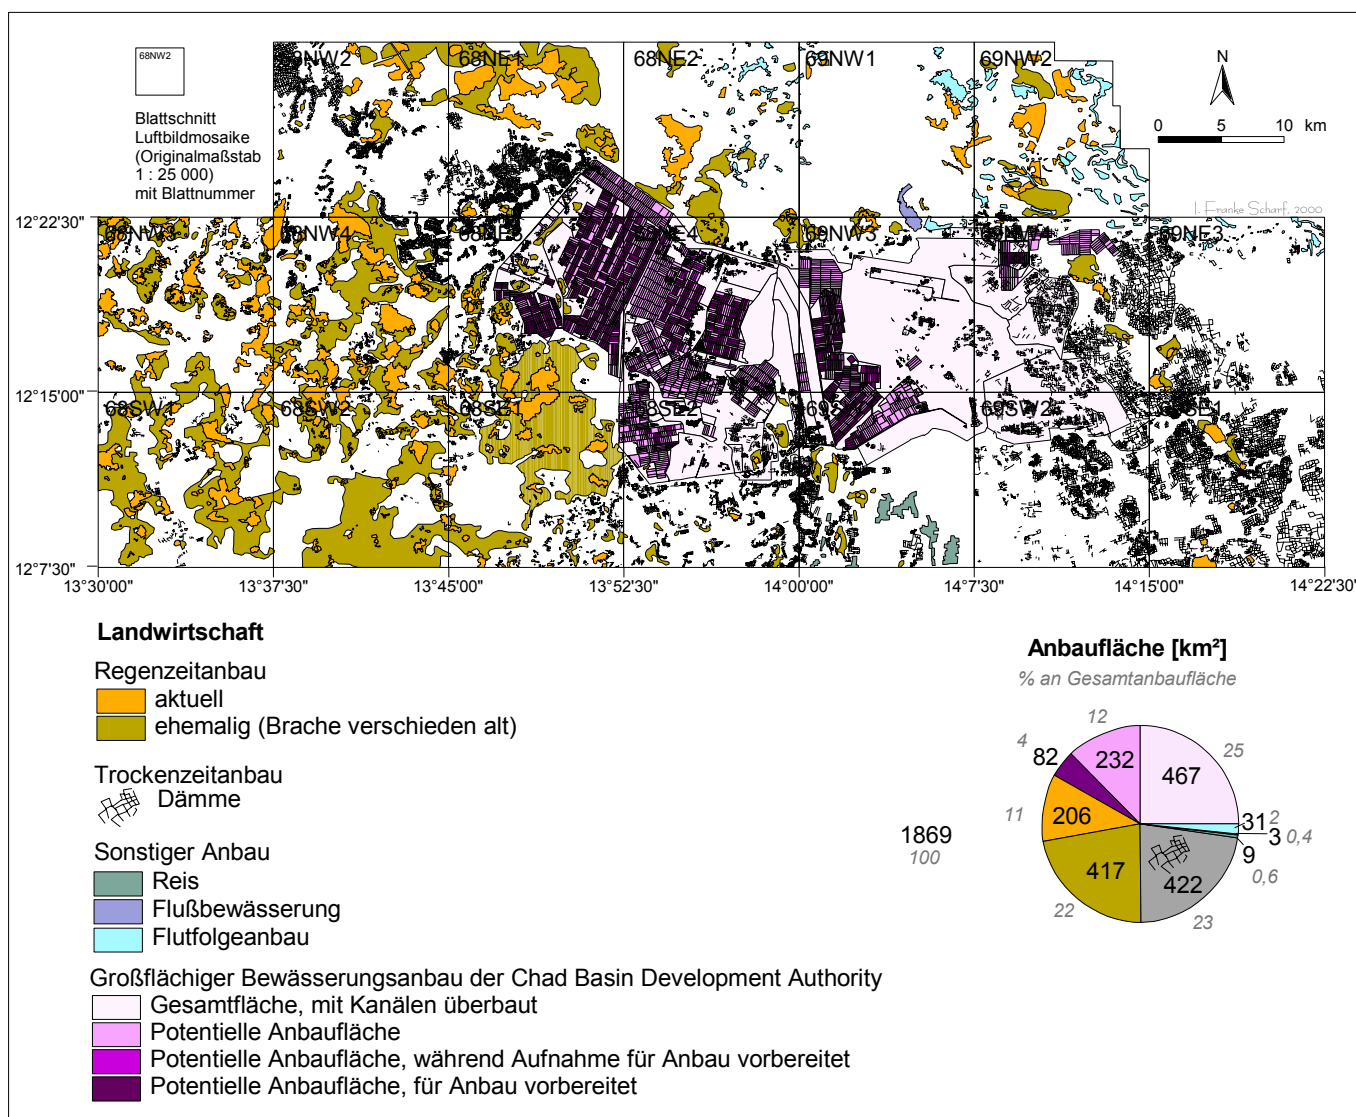 68NW2
Blattschnitt
Luftbildmosaike
(Originalmaßstab
1 : 25 000)
mit Blattnummer
68NE1
68NE2
69NW1
69NW2
N
0 5 10 km
I. Franke Scharf, 2000
12°22'30"
68NW3
68NW4
68NE3
69NW3
69NW4
69NE3
12°15'00"
68SW1
68SW2
68SE1
68SE2
69SW2
12°7'30"
13°30'00" 13°37'30" 13°45'00" 13°52'30" 14°00'00" 14°7'30" 14°15'00" 14°22'30"
Landwirtschaft
Regenzeitanbau
aktuell
ehemalig (Brache verschieden alt)
Trockenzeitanbau
Dämme
Sonstiger Anbau
Reis
Flußbewässerung
Flutfolgeanbau
Großflächiger Bewässerungsanbau der Chad Basin Development Authority
Gesamtfläche, mit Kanälen überbaut
Potentielle Anbaufläche
Potentielle Anbaufläche, während Aufnahme für Anbau vorbereitet
Potentielle Anbaufläche, für Anbau vorbereitet
Anbaufläche [km²]
% an Gesamtanbaufläche
12
4
82
232
467
25
11
206
31
2
3
0,4
9
0,6
1869
100
417
422
22
23